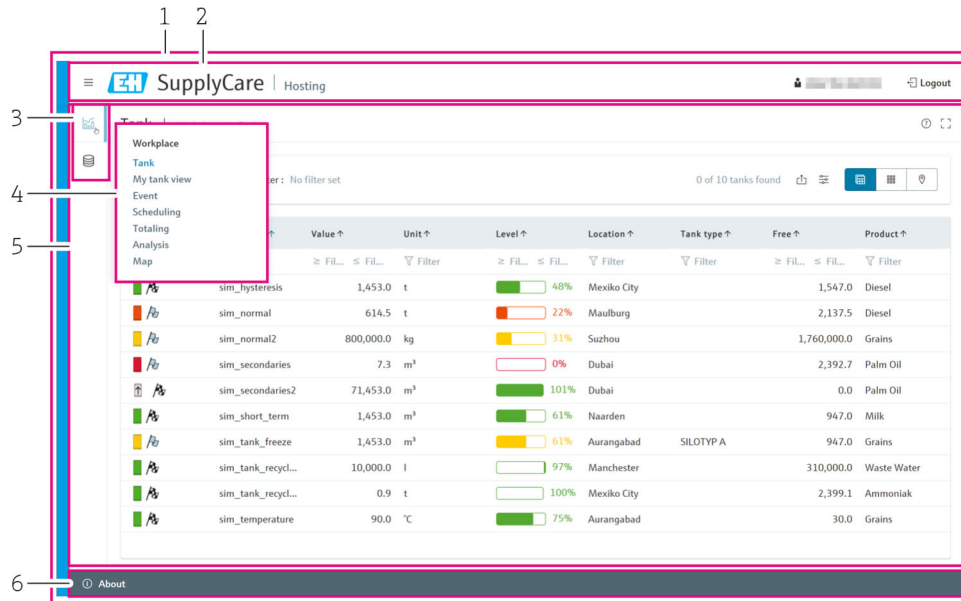 1 2
EH SupplyCare | Hosting
Logout
3
Workplace
Tank
My tank view
Event
Scheduling
Totaling
Analysis
Map
4
5
No filter set
0 of 10 tanks found
Value ↑ Unit ↑ Level ↑ Location ↑ Tank type ↑ Free ↑ Product ↑
≥ Fil... ≤ Fil... Filter ≥ Fil... ≤ Fil... Filter Filter ≥ Fil... ≤ Fil... Filter
sim_hysteresis 1,453.0 t 48% Mexiko City 1,547.0 Diesel
sim_normal 614.5 t 22% Maulburg 2,137.5 Diesel
sim_normal2 800,000.0 kg 31% Suzhou 1,760,000.0 Grains
sim_secondaries 7.3 m³ 0% Dubai 2,392.7 Palm Oil
sim_secondaries2 71,453.0 m³ 101% Dubai 0.0 Palm Oil
sim_short_term 1,453.0 m³ 61% Naarden 947.0 Milk
sim_tank_freeze 1,453.0 m³ 61% Aurangabad SILOTYP A 947.0 Grains
sim_tank_recycl... 10,000.0 l 97% Manchester 310,000.0 Waste Water
sim_tank_recycl... 0.9 t 100% Mexiko City 2,399.1 Ammoniak
sim_temperature 90.0 °C 75% Aurangabad 30.0 Grains
6
About